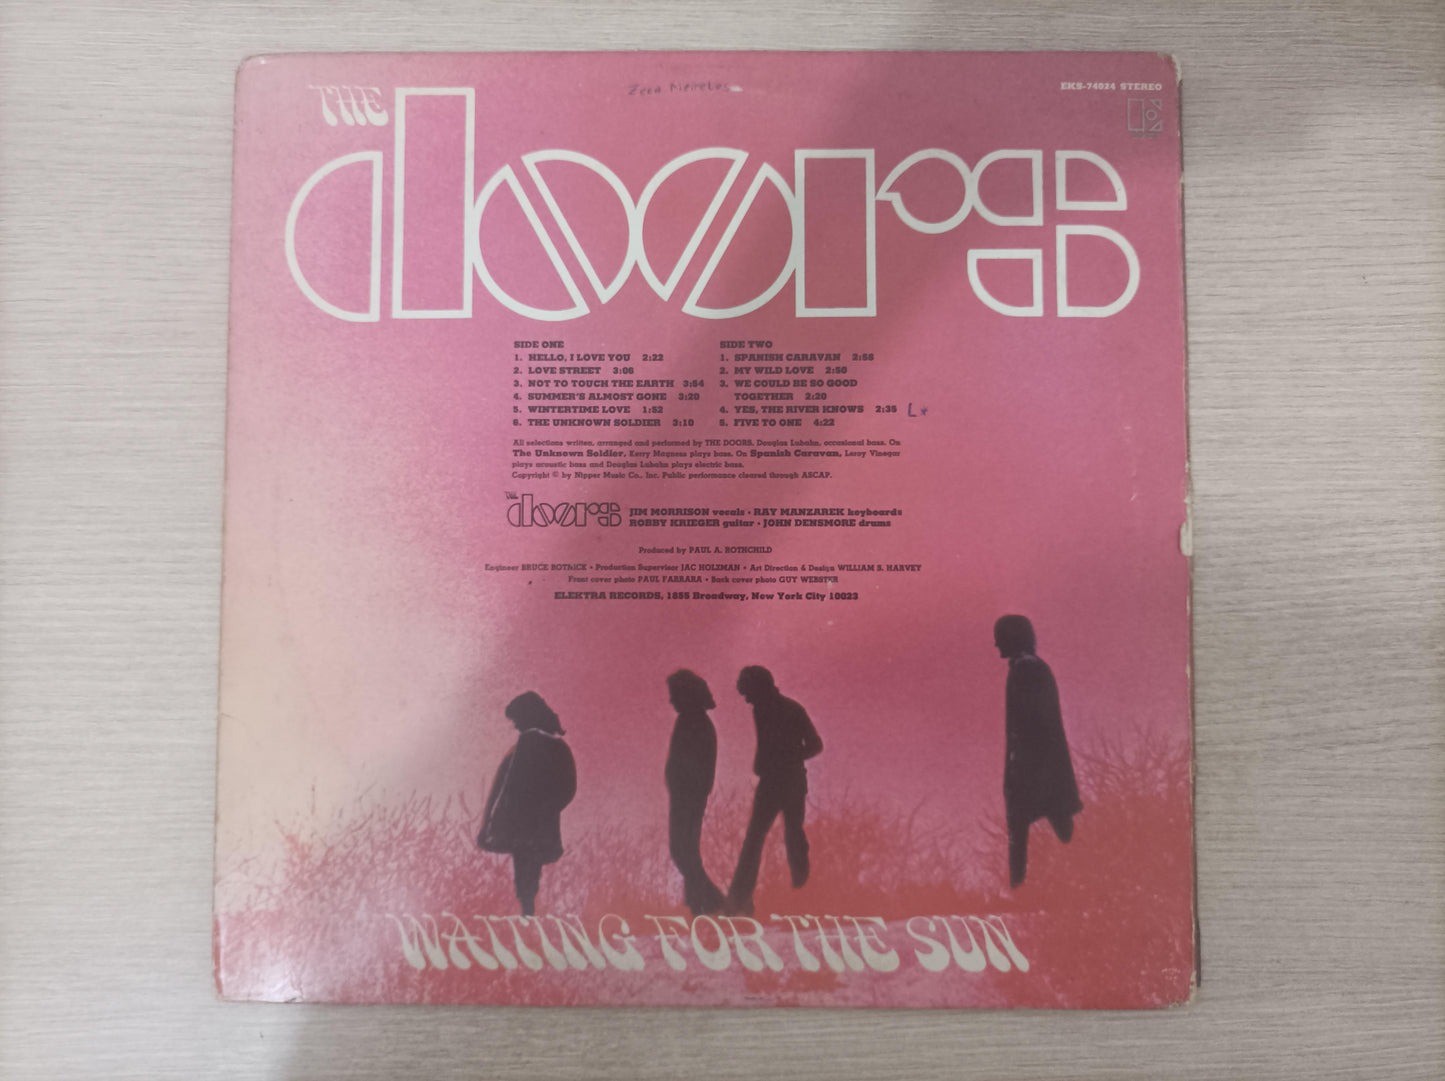 THE
doors
EKS-74024 STEREO
SIDE ONE
1. HELLO, I LOVE YOU 2:22
2. LOVE STREET 3:06
3. NOT TO TOUCH THE EARTH 3:54
4. SUMMER'S ALMOST GONE 3:20
5. WINTERTIME LOVE 1:52
6. THE UNKNOWN SOLDIER 3:10
SIDE TWO
1. SPANISH CARAVAN 2:58
2. MY WILD LOVE 2:50
3. WE COULD BE SO GOOD
TOGETHER 2:20
4. YES, THE RIVER KNOWS 2:35
5. FIVE TO ONE 4:22
All selections written, arranged and performed by THE DOORS. Douglas Lubahn, occasional bass. On
The Unknown Soldier, Kerry Magness plays bass. On Spanish Caravan, Leroy Vinegar
plays acoustic bass and Douglas Lubahn plays electric bass.
Copyright © by Nipper Music Co., Inc. Public performance cleared through ASCAP.
THE
doors
JIM MORRISON vocals • RAY MANZAREK keyboards
ROBBY KRIEGER guitar • JOHN DENSMORE drums
Produced by PAUL A. ROTHCHILD
Engineer BRUCE BOTNICK • Production Supervisor JAC HOLZMAN • Art Direction & Design WILLIAM S. HARVEY
Front cover photo PAUL FARRARA • Back cover photo GUY WEBSTER
ELEKTRA RECORDS, 1855 Broadway, New York City 10023
WAITING FOR THE SUN